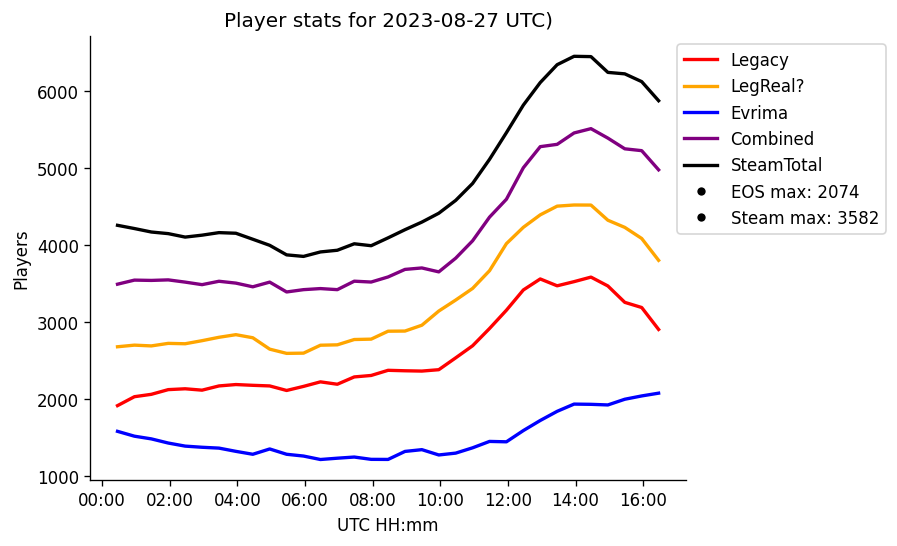 Player stats for 2023-08-27 UTC)
Legacy
LegReal?
Evrima
Combined
SteamTotal
EOS max: 2074
Steam max: 3582
Players
6000
5000
4000
3000
2000
1000
00:00 02:00 04:00 06:00 08:00 10:00 12:00 14:00 16:00
UTC HH:mm